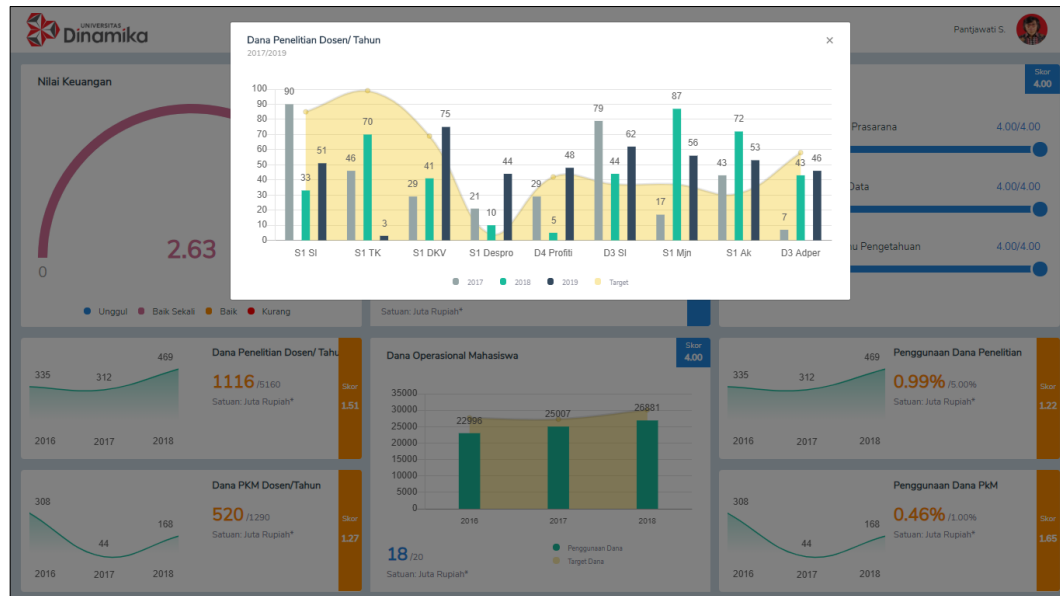 UNIVERSITAS
Dinamika
Pantjawati S.
Dana Penelitian Dosen/ Tahun
×
2017/2019
100
90
80
70
60
50
40
30
20
10
0
90 33 51
46 70 3
29 41 75
21 10 44
29 5 48
79 44 62
17 87 56
43 72 53
7 43 46
S1 SI S1 TK S1 DKV S1 Despro D4 Profiti D3 SI S1 Mjn S1 Ak D3 Adper
2017 2018 2019 Target
Nilai Keuangan
2.63
0
Unggul Baik Sekali Baik Kurang
Satuan: Juta Rupiah*
Skor
4.00
Prasarana 4.00/4.00
Data 4.00/4.00
u Pengetahuan 4.00/4.00
Dana Penelitian Dosen/ Tahu
335 312 469
1116 /5160
Satuan: Juta Rupiah*
Skor
1.51
2016 2017 2018
Dana Operasional Mahasiswa
Skor
4.00
35000
30000
25000
20000
15000
10000
5000
0
22996 25007 26881
2016 2017 2018
18 /20
Penggunaan Dana
Target Dana
Satuan: Juta Rupiah*
Penggunaan Dana Penelitian
335 312 469
0.99% /5.00%
Satuan: Juta Rupiah*
Skor
1.22
2016 2017 2018
Dana PKM Dosen/Tahun
308 44 168
520 /1290
Satuan: Juta Rupiah*
Skor
1.27
2016 2017 2018
Penggunaan Dana PkM
308 44 168
0.46% /1.00%
Satuan: Juta Rupiah*
Skor
1.65
2016 2017 2018